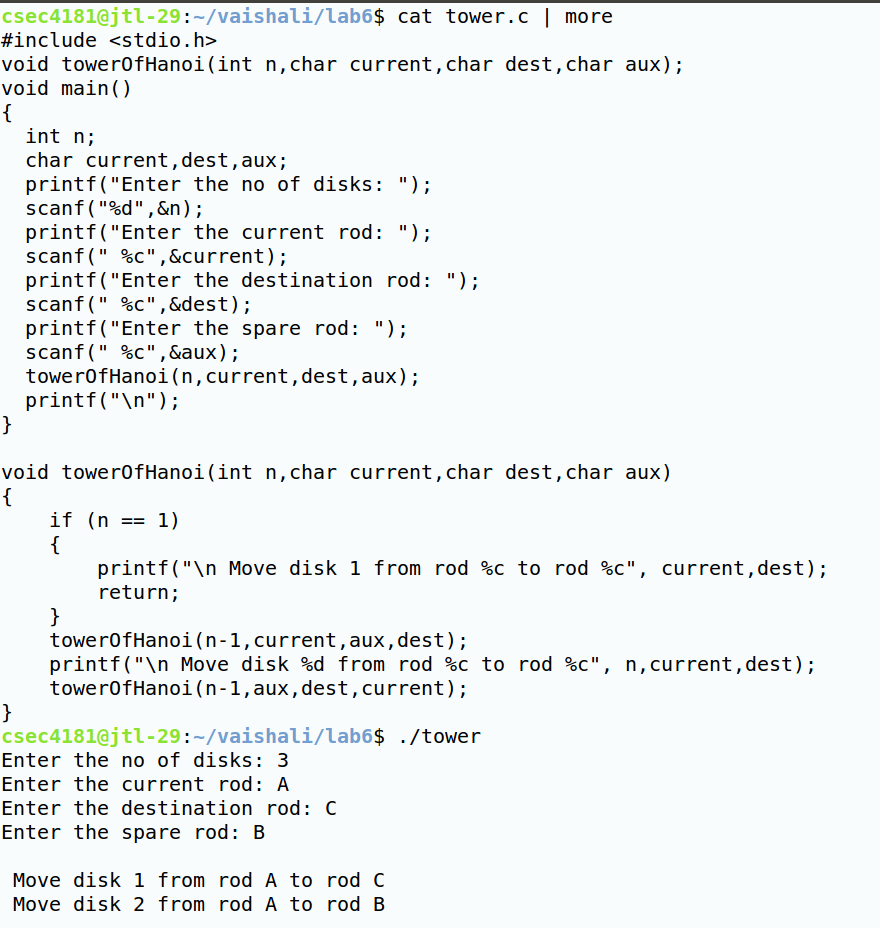 csec4181@jtl-29:~/vaishali/lab6$ cat tower.c | more
#include <stdio.h>
void towerOfHanoi(int n,char current,char dest,char aux);
void main()
{
  int n;
  char current,dest,aux;
  printf("Enter the no of disks: ");
  scanf("%d",&n);
  printf("Enter the current rod: ");
  scanf(" %c",&current);
  printf("Enter the destination rod: ");
  scanf(" %c",&dest);
  printf("Enter the spare rod: ");
  scanf(" %c",&aux);
  towerOfHanoi(n,current,dest,aux);
  printf("\n");
}

void towerOfHanoi(int n,char current,char dest,char aux)
{
    if (n == 1)
    {
        printf("\n Move disk 1 from rod %c to rod %c", current,dest);
        return;
    }
    towerOfHanoi(n-1,current,aux,dest);
    printf("\n Move disk %d from rod %c to rod %c", n,current,dest);
    towerOfHanoi(n-1,aux,dest,current);
}
csec4181@jtl-29:~/vaishali/lab6$ ./tower
Enter the no of disks: 3
Enter the current rod: A
Enter the destination rod: C
Enter the spare rod: B

 Move disk 1 from rod A to rod C
 Move disk 2 from rod A to rod B